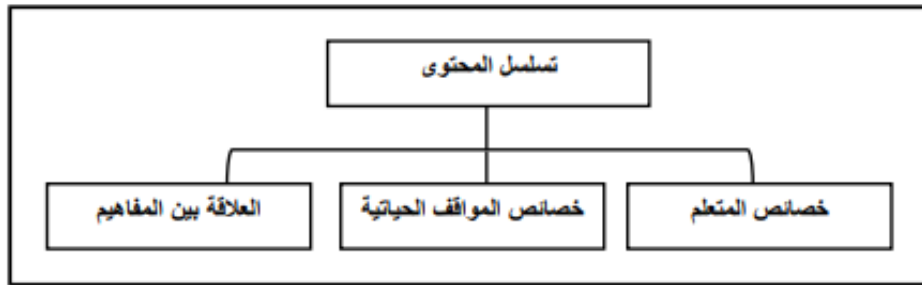 تسلسل المحتوى
خصائص المتعلم
خصائص المواقف الحياتية
العلاقة بين المفاهيم